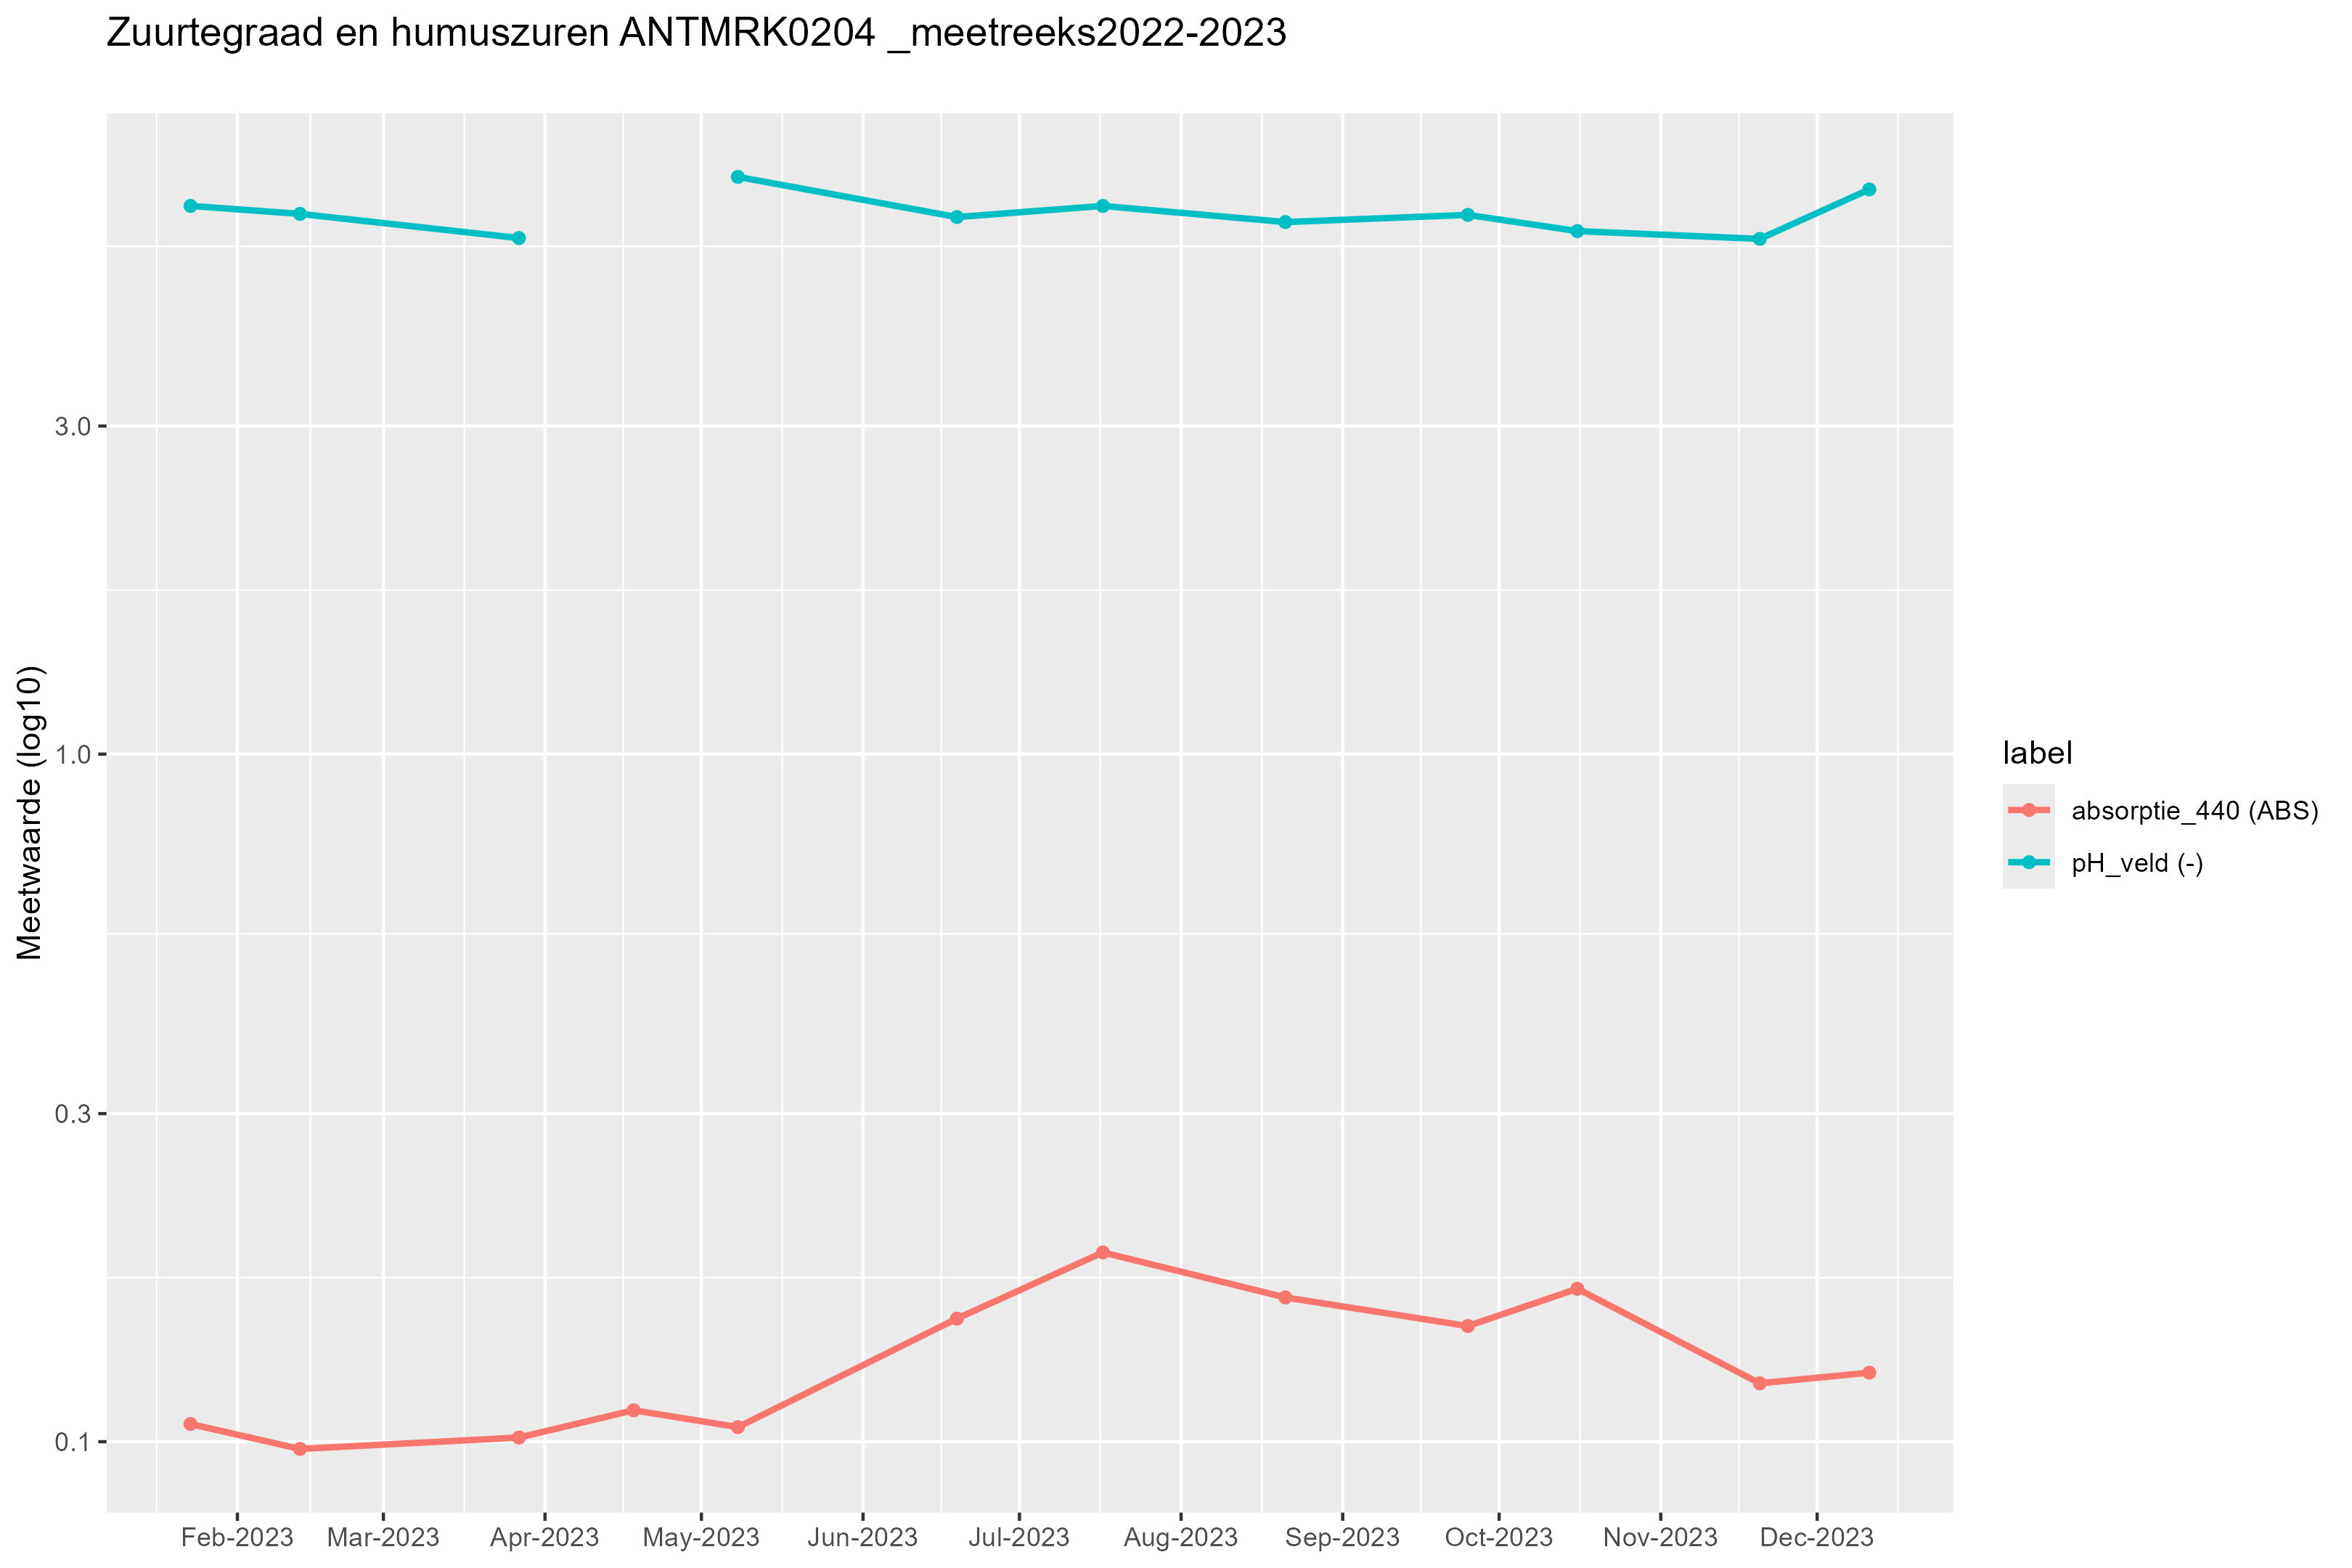 Zuurtegraad en humuszuren ANTMRK0204 _meetreeks2022-2023
Meetwaarde (log10)
3.0
1.0
0.3
0.1
Feb-2023 Mar-2023 Apr-2023 May-2023 Jun-2023 Jul-2023 Aug-2023 Sep-2023 Oct-2023 Nov-2023 Dec-2023
label
absorptie_440 (ABS)
pH_veld (-)